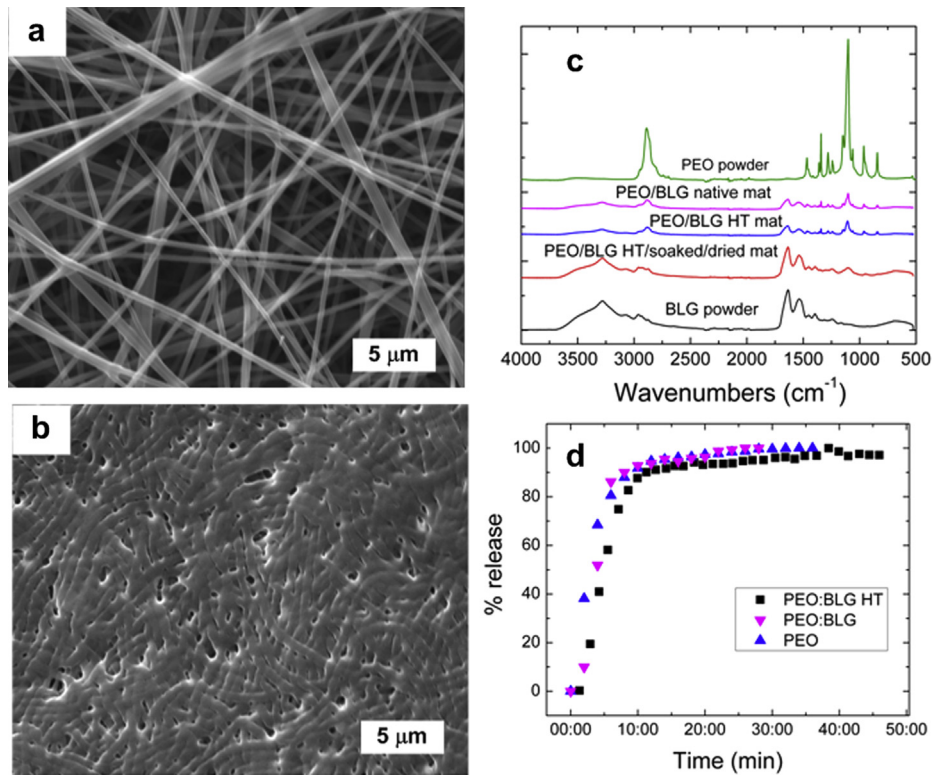 a
5 μm
b
5 μm
c
PEO powder
PEO/BLG native mat
PEO/BLG HT mat
PEO/BLG HT/soaked/dried mat
BLG powder
4000 3500 3000 2500 2000 1500 1000 500
Wavenumbers (cm⁻¹)
d
100
80
60
40
20
0
% release
PEO:BLG HT
PEO:BLG
PEO
00:00 10:00 20:00 30:00 40:00 50:00
Time (min)